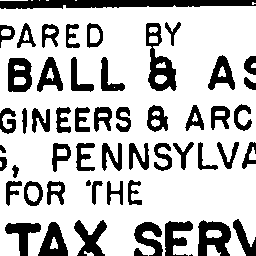 PARED BY
BALL & AS
GINEERS & ARC
G, PENNSYLVA
FOR THE
TAX SERV